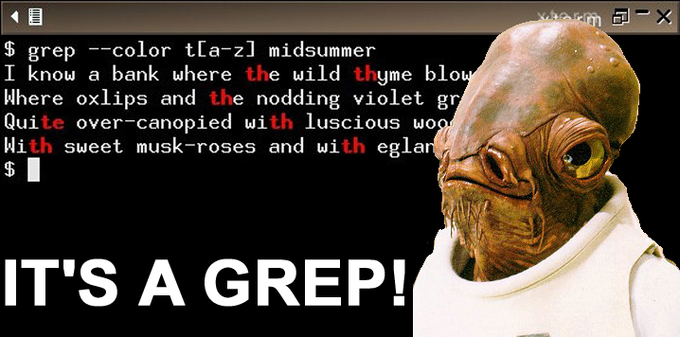 xterm
$ grep --color t[a-z] midsummer
I know a bank where the wild thyme blow
Where oxlips and the nodding violet gr
Quite over-canopied with luscious woo
With sweet musk-roses and with eglan
$
IT'S A GREP!